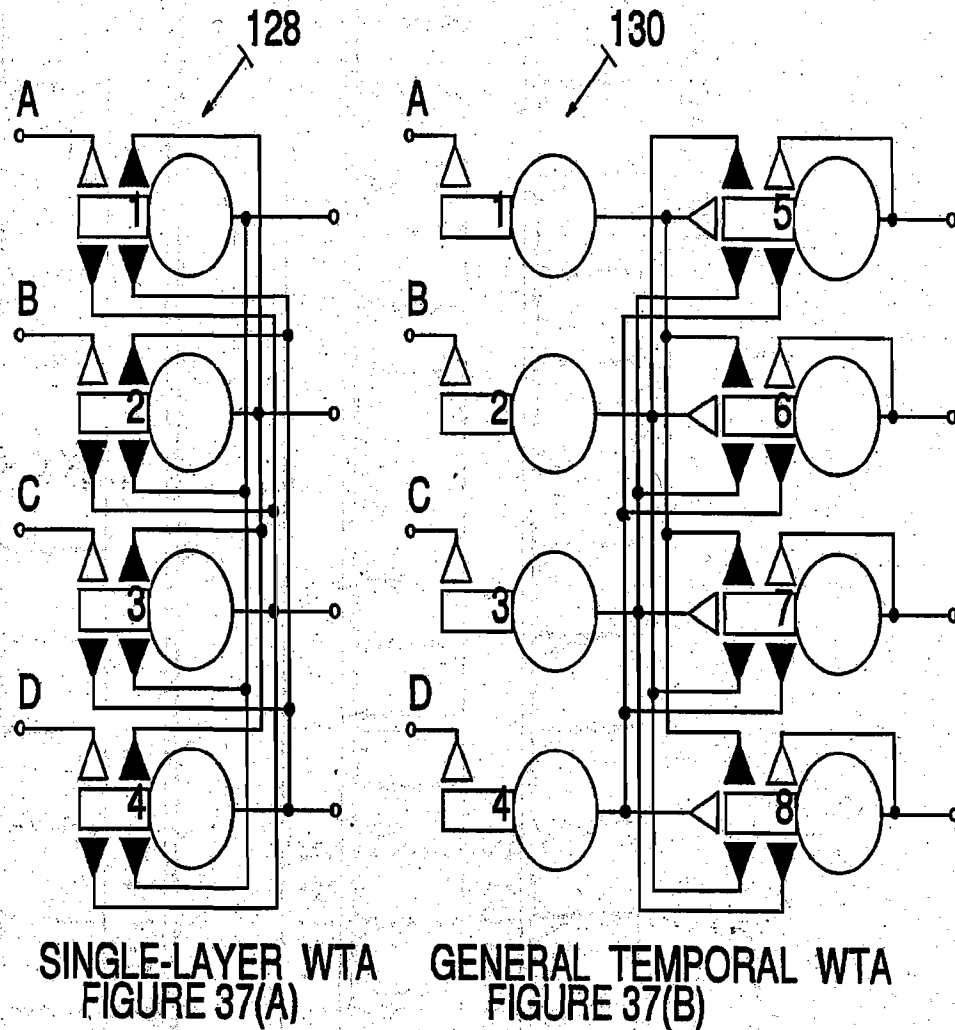 128
130
A
A
1
1
5
B
B
2
2
6
C
C
3
3
7
D
D
4
4
8
SINGLE-LAYER WTA
FIGURE 37(A)
GENERAL TEMPORAL WTA
FIGURE 37(B)